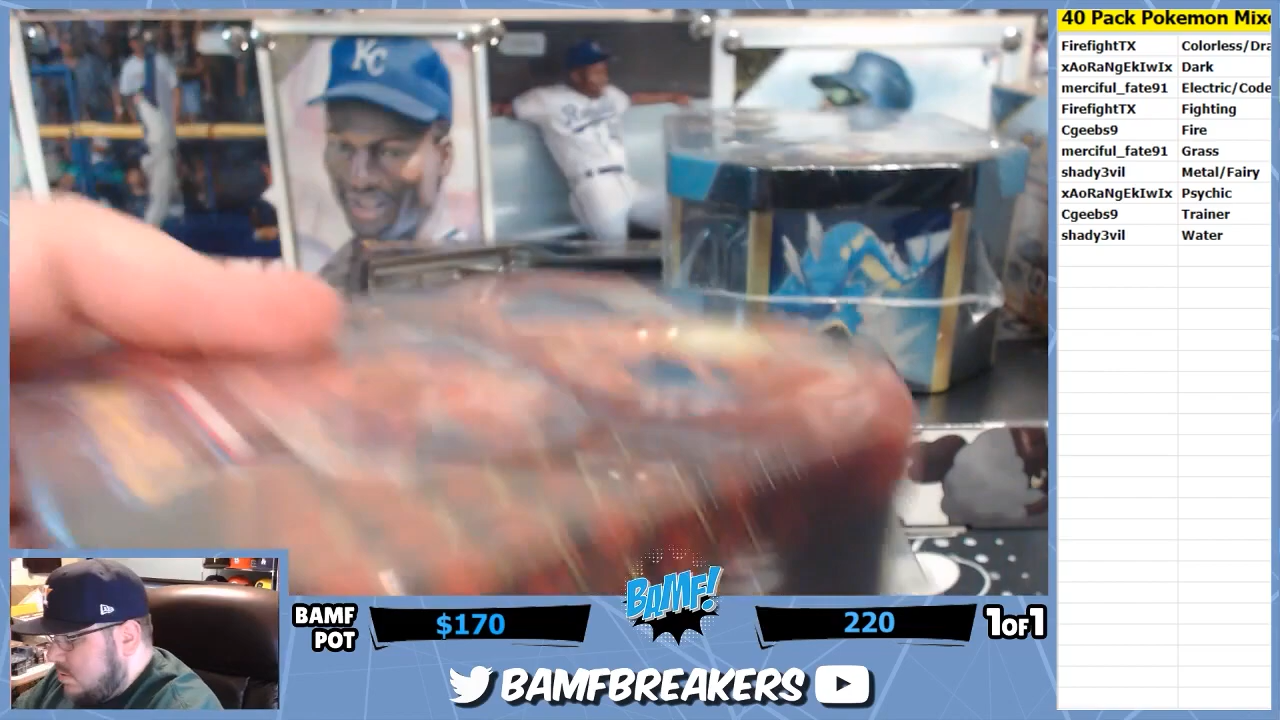 40 Pack Pokemon Mixe
FirefightTX Colorless/Dra
xAoRaNgEkIwIx Dark
merciful_fate91 Electric/Code
FirefightTX Fighting
Cgeebs9 Fire
merciful_fate91 Grass
shady3vil Metal/Fairy
xAoRaNgEkIwIx Psychic
Cgeebs9 Trainer
shady3vil Water
KC
BAMF POT
$170
BAMF!
220
1OF1
BAMFBREAKERS